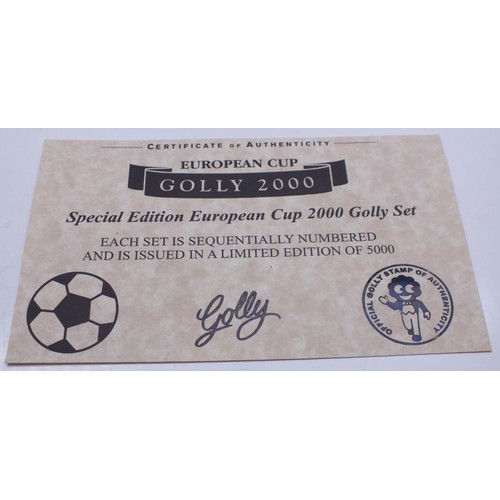 CERTIFICATE OF AUTHENTICITY
EUROPEAN CUP
GOLLY 2000
Special Edition European Cup 2000 Golly Set
EACH SET IS SEQUENTIALLY NUMBERED
AND IS ISSUED IN A LIMITED EDITION OF 5000
Golly
OFFICIAL GOLLY STAMP OF AUTHENTICITY